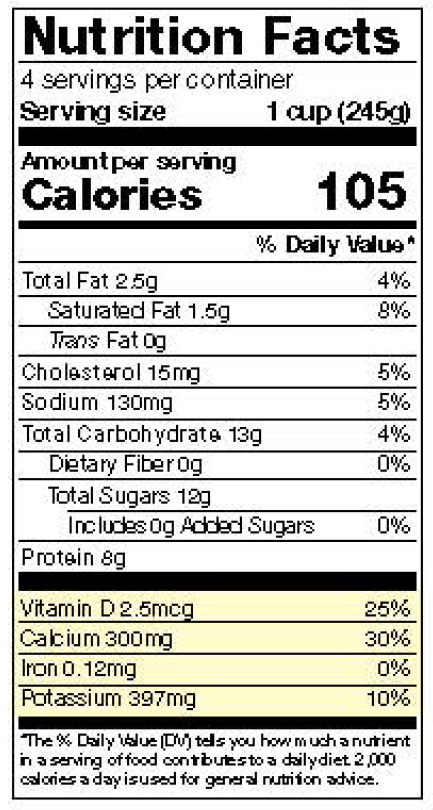 Nutrition Facts
4 servings per container
Serving size 1 cup (245g)
Amount per serving
Calories 105
% Daily Value*
Total Fat 2.5g 4%
Saturated Fat 1.5g 8%
Trans Fat 0g
Cholesterol 15mg 5%
Sodium 130mg 5%
Total Carbohydrate 13g 4%
Dietary Fiber 0g 0%
Total Sugars 12g
Includes 0g Added Sugars 0%
Protein 8g
Vitamin D 2.5mcg 25%
Calcium 300mg 30%
Iron 0.12mg 0%
Potassium 397mg 10%
*The % Daily Value (DV) tells you how much a nutrient
in a serving of food contributes to a daily diet. 2,000
calories a day is used for general nutrition advice.